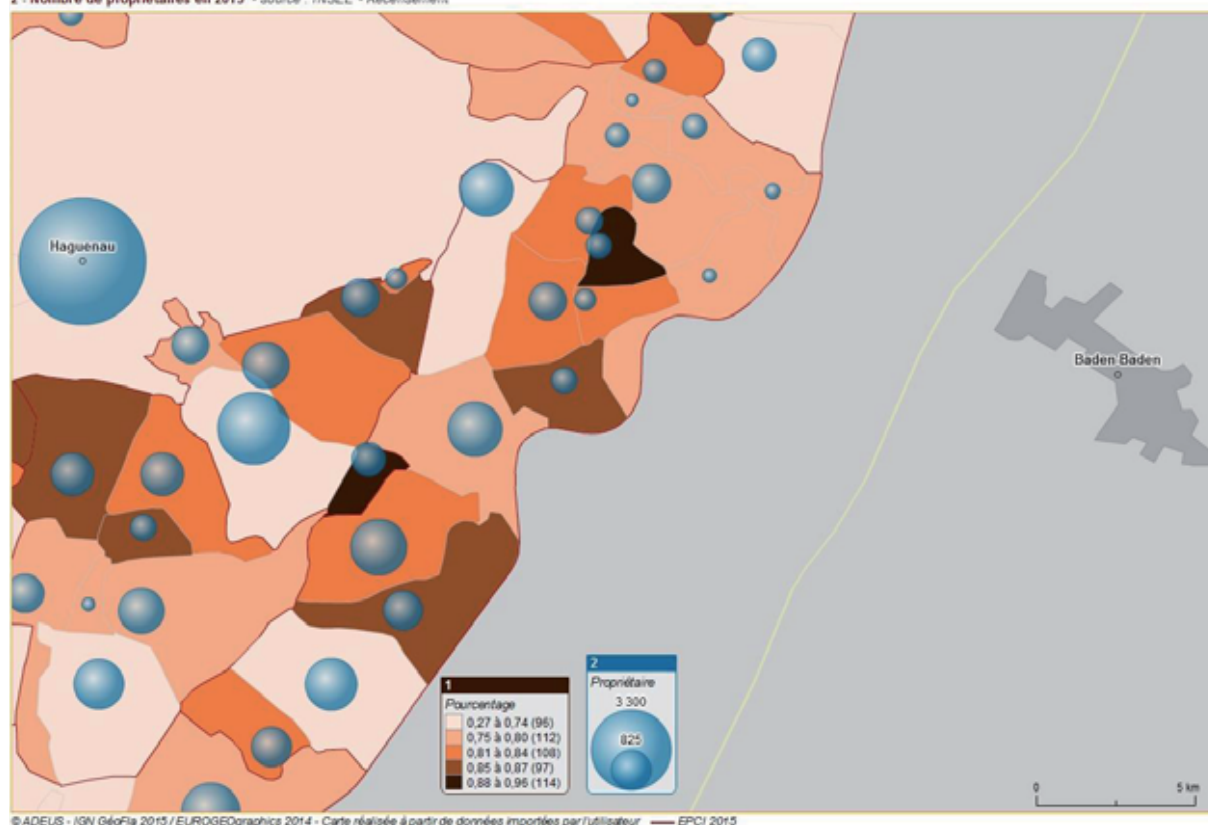 2 - Nombre de propriétaires en 2015 - source : INSEE - Recensement
Haguenau
Baden Baden
1
Pourcentage
0,27 à 0,74 (96)
0,75 à 0,80 (112)
0,81 à 0,84 (108)
0,85 à 0,87 (97)
0,88 à 0,96 (114)
2
Propriétaire
3 300
825
0 5 km
© ADEUS - IGN GéoFla 2015 / EUROGEOgraphics 2014 - Carte réalisée à partir de données importées par l'utilisateur EPCI 2015